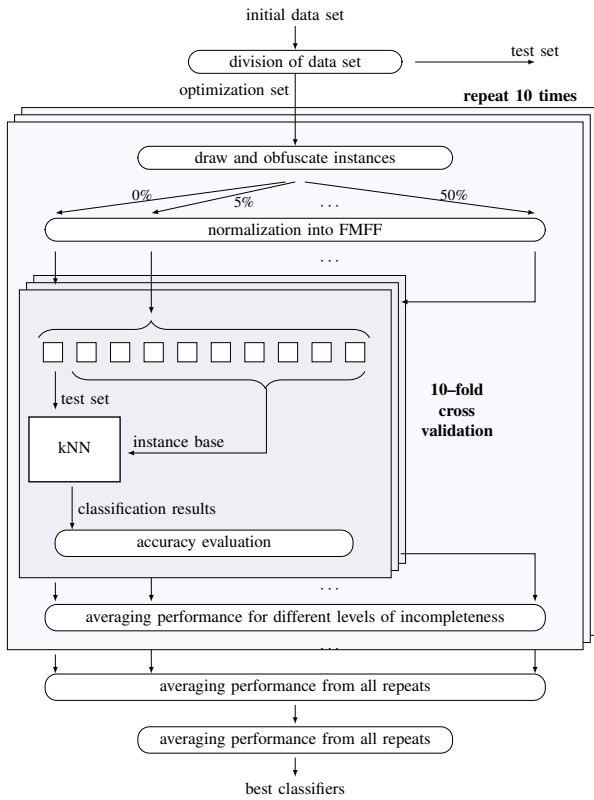 initial data set
division of data set
test set
optimization set
repeat 10 times
draw and obfuscate instances
0%
5%
. . .
50%
normalization into FMFF
. . .
test set
10–fold
cross
validation
kNN
instance base
classification results
accuracy evaluation
. . .
averaging performance for different levels of incompleteness
. . .
averaging performance from all repeats
averaging performance from all repeats
best classifiers